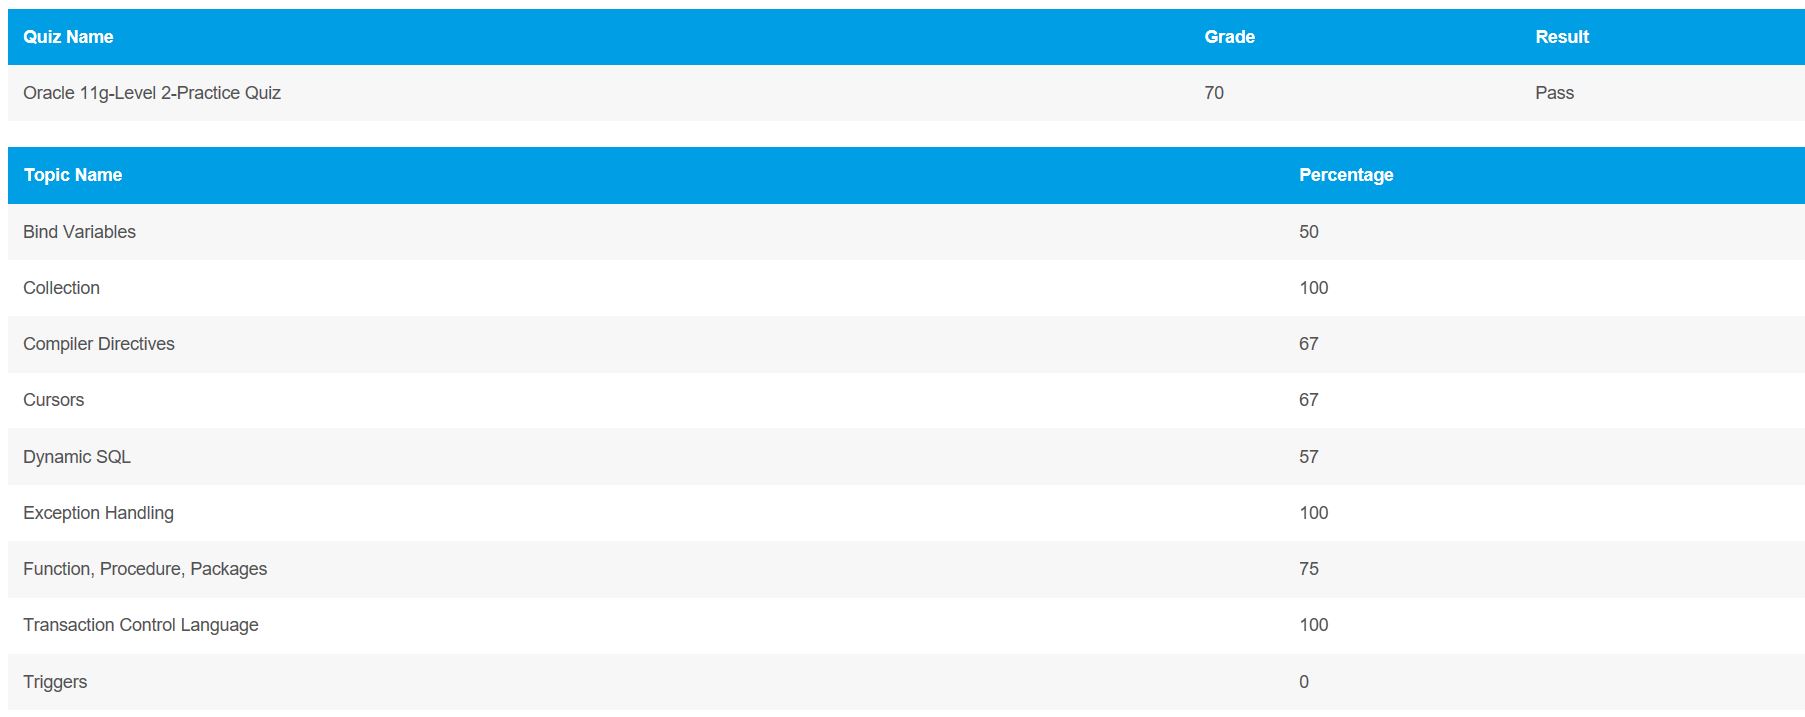 Quiz Name Grade Result
Oracle 11g-Level 2-Practice Quiz 70 Pass
Topic Name Percentage
Bind Variables 50
Collection 100
Compiler Directives 67
Cursors 67
Dynamic SQL 57
Exception Handling 100
Function, Procedure, Packages 75
Transaction Control Language 100
Triggers 0